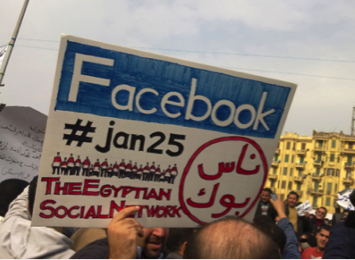 Facebook
#jan25
THE EGYPTIAN
SOCIAL NETWORK
ناس
بوك